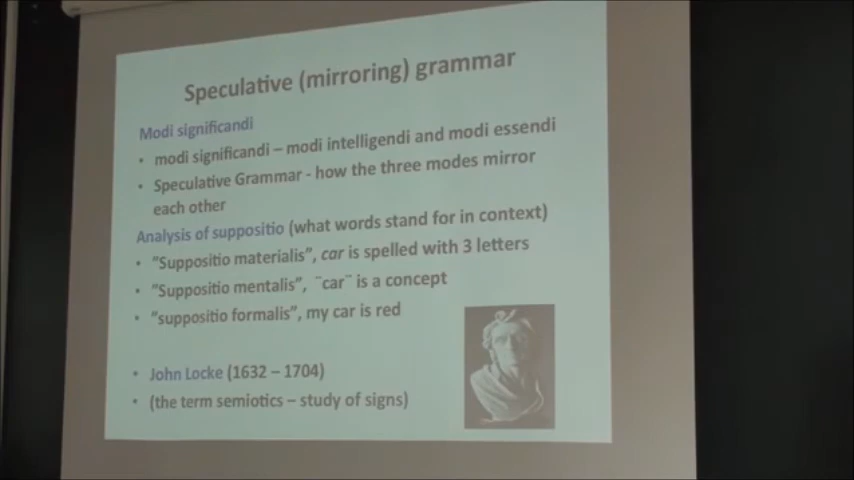 Speculative (mirroring) grammar
Modi significandi
• modi significandi – modi intelligendi and modi essendi
• Speculative Grammar - how the three modes mirror
each other
Analysis of suppositio (what words stand for in context)
• "Suppositio materialis", car is spelled with 3 letters
• "Suppositio mentalis", ¨car¨ is a concept
• "suppositio formalis", my car is red
• John Locke (1632 – 1704)
• (the term semiotics – study of signs)